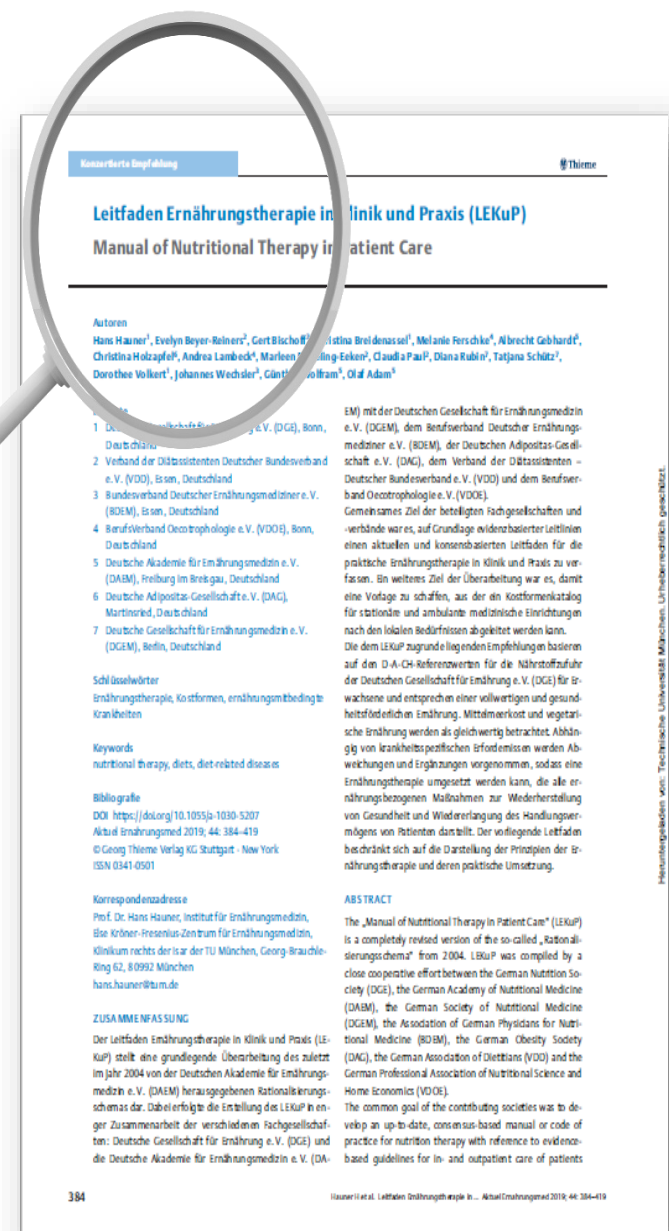 Konzertierte Empfehlung
Thieme
Leitfaden Ernährungstherapie in Klinik und Praxis (LEKuP)
Manual of Nutritional Therapy in Patient Care
Autoren
Hans Hauner¹, Evelyn Beyer-Reiners², Gert Bischoff³, Christina Breidenassel¹, Melanie Ferschke⁴, Albrecht Gebhardt⁵,
Christina Holzapfel⁶, Andrea Lambeck⁴, Marleen -Eeken², Claudia Paul², Diana Rubin⁷, Tatjana Schütz⁷,
Dorothee Volkert¹, Johannes Wechsler³, Günther Wolfram⁵, Olaf Adam⁵
1 Deutsche Gesellschaft für Ernährung e. V. (DGE), Bonn,
Deutschland
2 Verband der Diätassistenten Deutscher Bundesverband
e. V. (VDD), Essen, Deutschland
3 Bundesverband Deutscher Ernährungsmediziner e. V.
(BDEM), Essen, Deutschland
4 BerufsVerband Oecotrophologie e. V. (VDOE), Bonn,
Deutschland
5 Deutsche Akademie für Ernährungsmedizin e. V.
(DAEM), Freiburg im Breisgau, Deutschland
6 Deutsche Adipositas-Gesellschaft e. V. (DAG),
Martinsried, Deutschland
7 Deutsche Gesellschaft für Ernährungsmedizin e. V.
(DGEM), Berlin, Deutschland
Schlüsselwörter
Ernährungstherapie, Kostformen, ernährungsmitbedingte
Krankheiten
Keywords
nutritional therapy, diets, diet-related diseases
Bibliografie
DOI https://doi.org/10.1055/a-1030-5207
Aktuel Ernahrungsmed 2019; 44: 384–419
© Georg Thieme Verlag KG Stuttgart · New York
ISSN 0341-0501
Korrespondenzadresse
Prof. Dr. Hans Hauner, Institut für Ernährungsmedizin,
Else Kröner-Fresenius-Zentrum für Ernährungsmedizin,
Klinikum rechts der Isar der TU München, Georg-Brauchle-
Ring 62, 80992 München
hans.hauner@tum.de
ZUSAMMENFASSUNG
Der Leitfaden Ernährungstherapie in Klinik und Praxis (LE-
KuP) stellt eine grundlegende Überarbeitung des zuletzt
im Jahr 2004 von der Deutschen Akademie für Ernährungs-
medizin e. V. (DAEM) herausgegebenen Rationalisierungs-
schemas dar. Dabei erfolgte die Erstellung des LEKuP in en-
ger Zusammenarbeit der verschiedenen Fachgesellschaf-
ten: Deutsche Gesellschaft für Ernährung e. V. (DGE) und
die Deutsche Akademie für Ernährungsmedizin e. V. (DA-
EM) mit der Deutschen Gesellschaft für Ernährungsmedizin
e. V. (DGEM), dem Berufsverband Deutscher Ernährungs-
mediziner e. V. (BDEM), der Deutschen Adipositas-Gesell-
schaft e. V. (DAG), dem Verband der Diätassistenten –
Deutscher Bundesverband e. V. (VDD) und dem Berufsver-
band Oecotrophologie e. V. (VDOE).
Gemeinsames Ziel der beteiligten Fachgesellschaften und
-verbände war es, auf Grundlage evidenzbasierter Leitlinien
einen aktuellen und konsensbasierten Leitfaden für die
praktische Ernährungstherapie in Klinik und Praxis zu ver-
fassen. Ein weiteres Ziel der Überarbeitung war es, damit
eine Vorlage zu schaffen, aus der ein Kostformenkatalog
für stationäre und ambulante medizinische Einrichtungen
nach den lokalen Bedürfnissen abgeleitet werden kann.
Die dem LEKuP zugrunde liegenden Empfehlungen basieren
auf den D-A-CH-Referenzwerten für die Nährstoffzufuhr
der Deutschen Gesellschaft für Ernährung e. V. (DGE) für Er-
wachsene und entsprechen einer vollwertigen und gesund-
heitsförderlichen Ernährung. Mittelmeerkost und vegetari-
sche Ernährung werden als gleichwertig betrachtet. Abhän-
gig von krankheitsspezifischen Erfordernissen werden Ab-
weichungen und Ergänzungen vorgenommen, sodass eine
Ernährungstherapie umgesetzt werden kann, die alle er-
nährungsbezogenen Maßnahmen zur Wiederherstellung
von Gesundheit und Wiedererlangung des Handlungsver-
mögens von Patienten darstellt. Der vorliegende Leitfaden
beschränkt sich auf die Darstellung der Prinzipien der Er-
nährungstherapie und deren praktische Umsetzung.
ABSTRACT
The „Manual of Nutritional Therapy in Patient Care“ (LEKuP)
is a completely revised version of the so-called „Rationali-
sierungsschema“ from 2004. LEKuP was compiled by a
close cooperative effort between the German Nutrition So-
ciety (DGE), the German Academy of Nutritional Medicine
(DAEM), the German Society of Nutritional Medicine
(DGEM), the Association of German Physicians for Nutri-
tional Medicine (BDEM), the German Obesity Society
(DAG), the German Association of Dietitians (VDD) and the
German Professional Association of Nutritional Science and
Home Economics (VDOE).
The common goal of the contributing societies was to de-
velop an up-to-date, consensus-based manual or code of
practice for nutrition therapy with reference to evidence-
based guidelines for in- and outpatient care of patients
Heruntergeladen von: Technische Universität München. Urheberrechtlich geschützt.
384
Hauner H et al. Leitfaden Ernährungstherapie in ... Aktuel Ernahrungsmed 2019; 44: 384–419